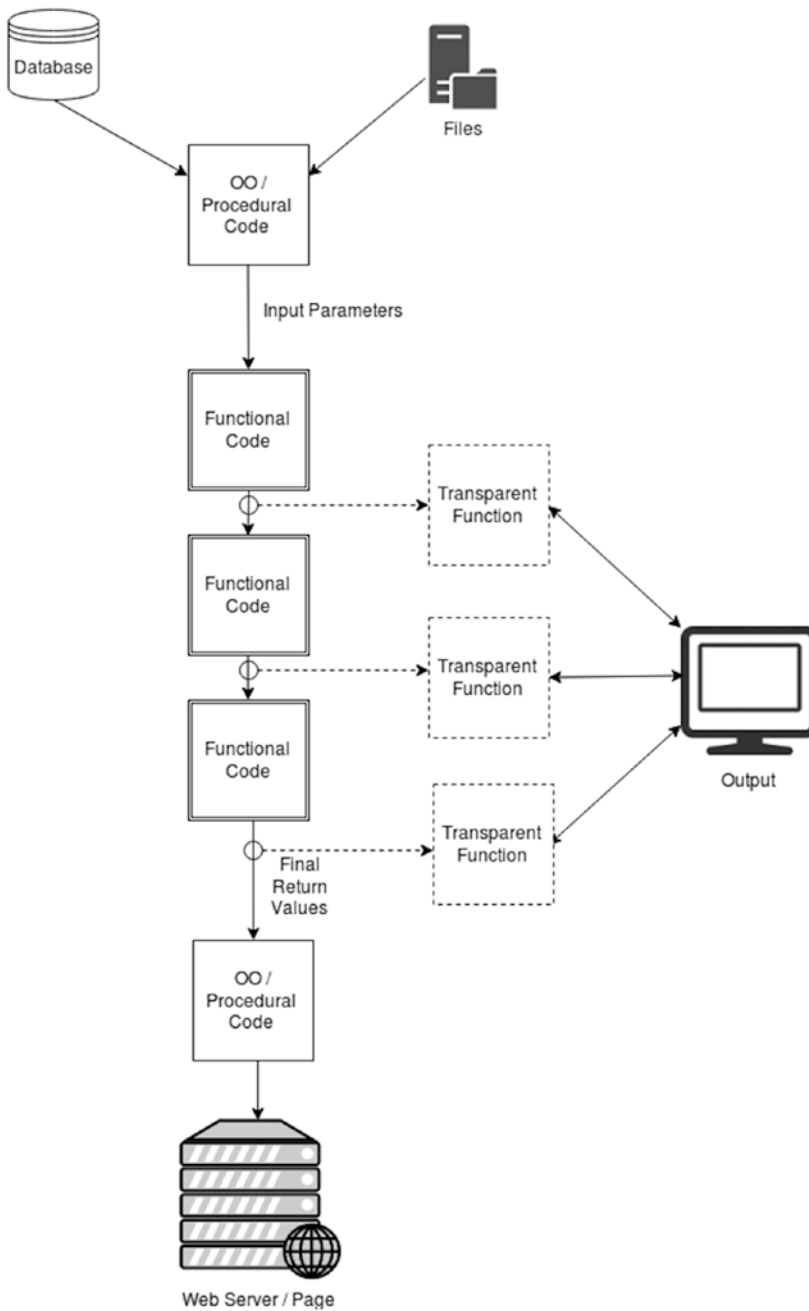 Database
Files
OO /
Procedural
Code
Input Parameters
Functional
Code
Transparent
Function
Functional
Code
Transparent
Function
Functional
Code
Output
Transparent
Function
Final
Return
Values
OO /
Procedural
Code
Web Server / Page